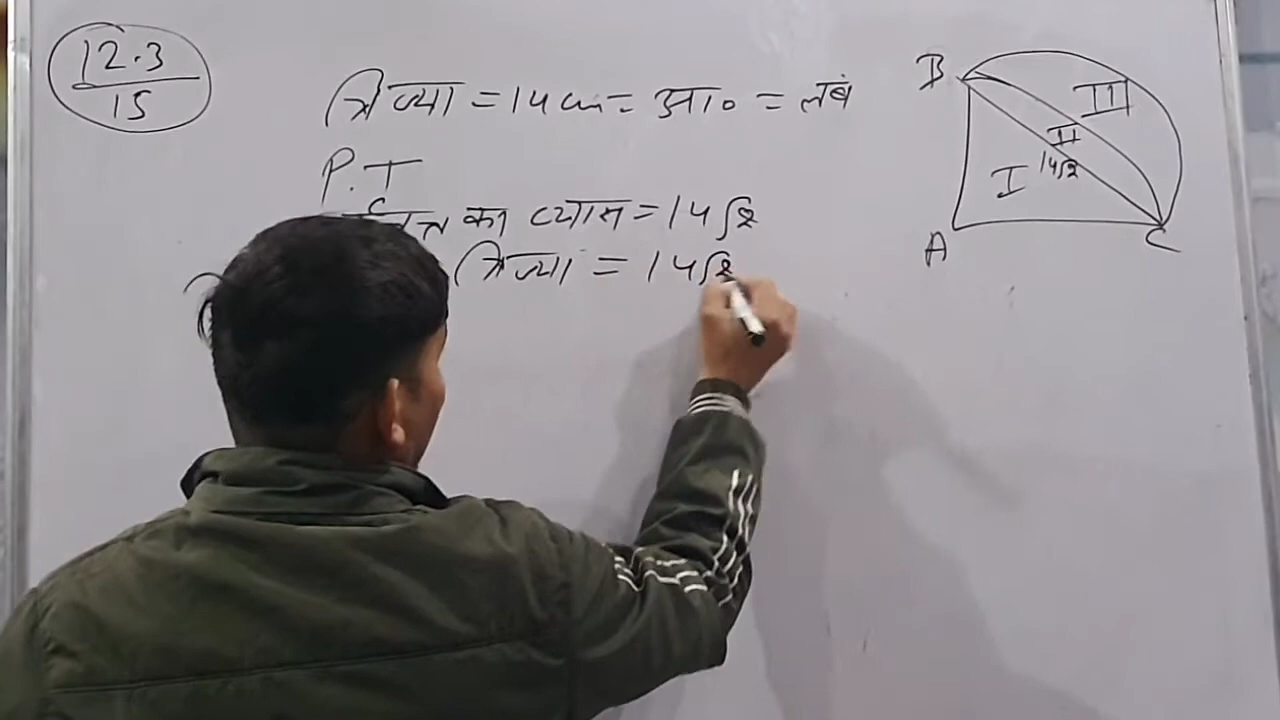 12.3
15
त्रिज्या = 14 cm = आ० = लंब
P.T
का व्यास = 14√2
त्रिज्या = 14√2
B
III
II
I
14√2
A
C